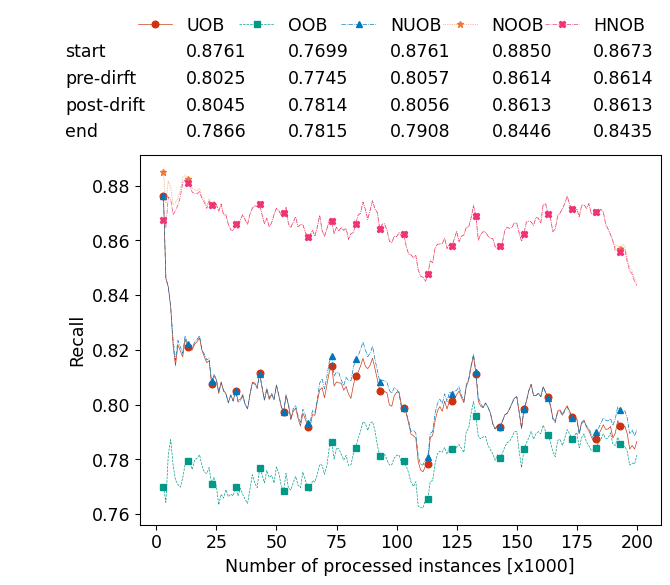 UOB OOB NUOB NOOB HNOB
start 0.8761 0.7699 0.8761 0.8850 0.8673
pre-dirft 0.8025 0.7745 0.8057 0.8614 0.8614
post-drift 0.8045 0.7814 0.8056 0.8613 0.8613
end 0.7866 0.7815 0.7908 0.8446 0.8435
0.88
0.86
0.84
0.82
0.80
0.78
0.76
Recall
0 25 50 75 100 125 150 175 200
Number of processed instances [x1000]